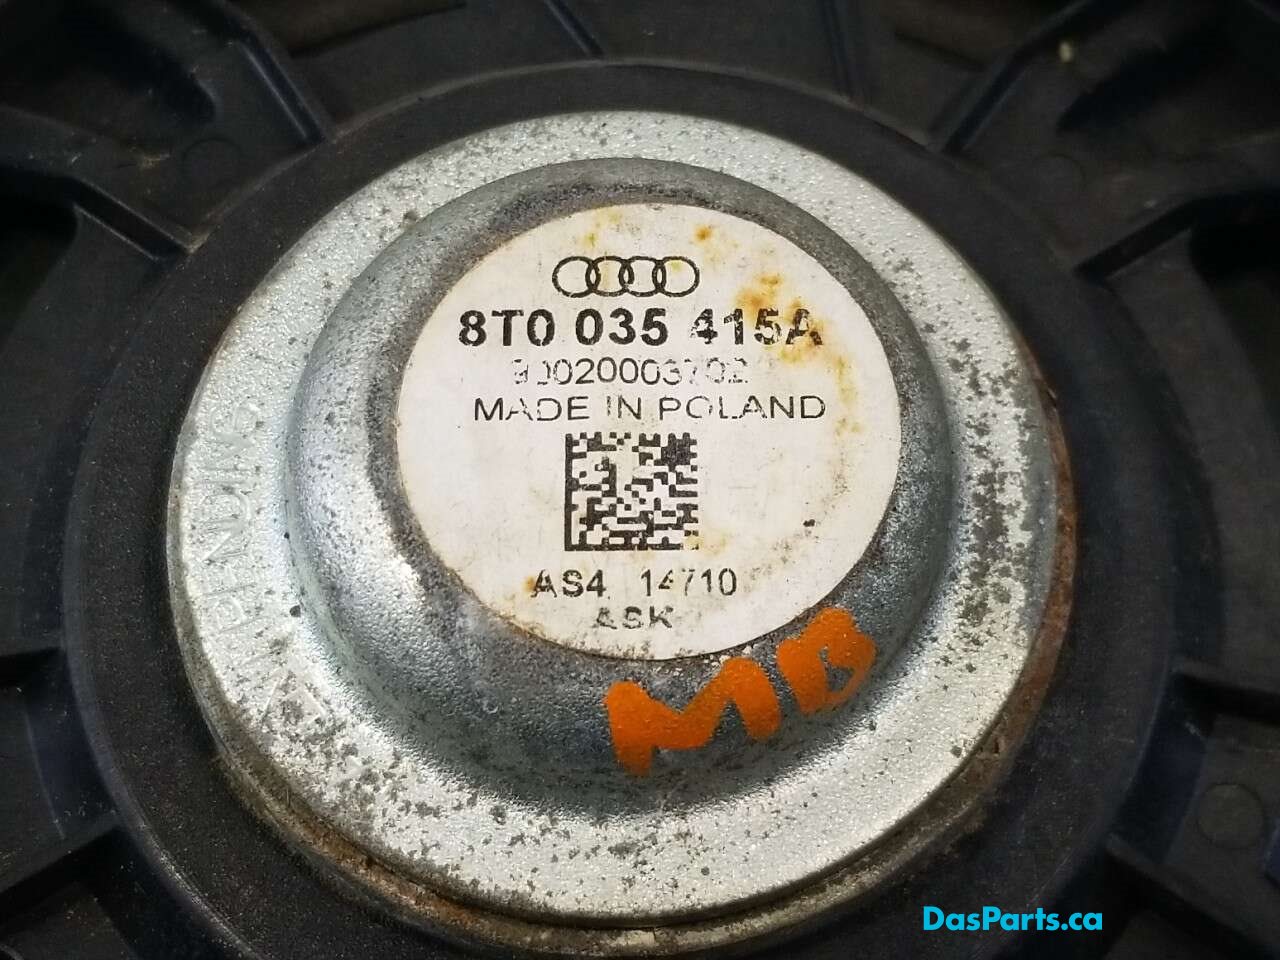 8T0 035 415A
MADE IN POLAND
AS4 14710
ASK
MB
DasParts.ca